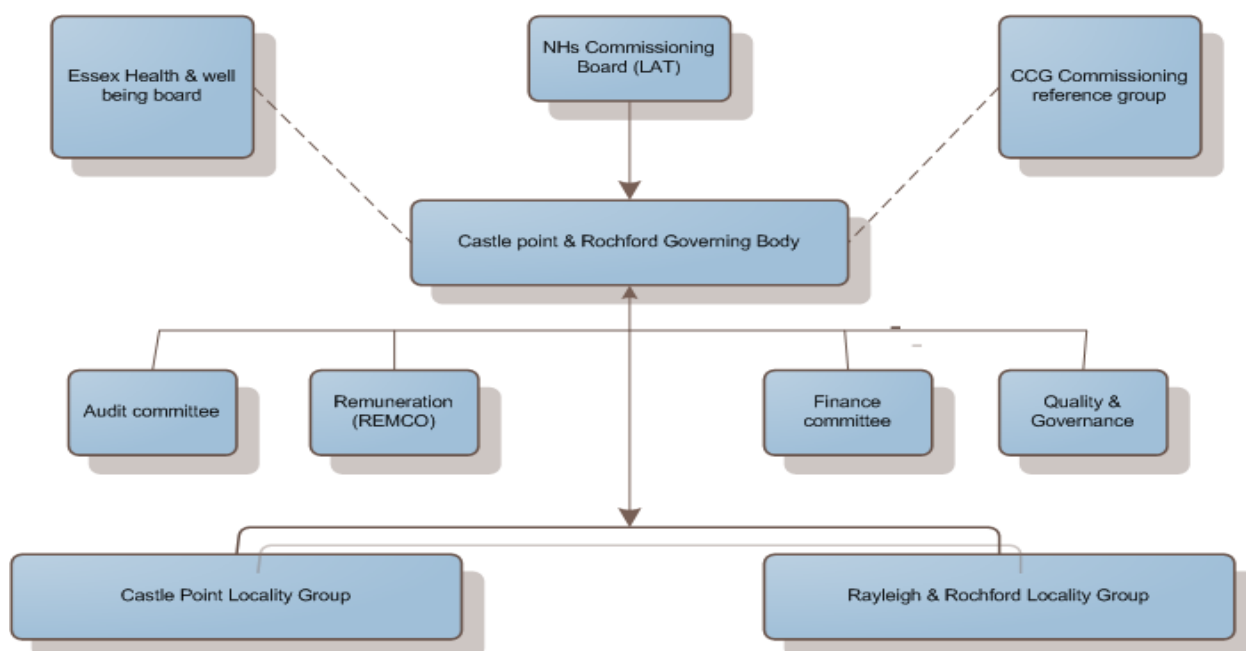 Essex Health & well
being board
NHs Commissioning
Board (LAT)
CCG Commissioning
reference group
Castle point & Rochford Governing Body
Audit committee
Remuneration
(REMCO)
Finance
committee
Quality &
Governance
Castle Point Locality Group
Rayleigh & Rochford Locality Group